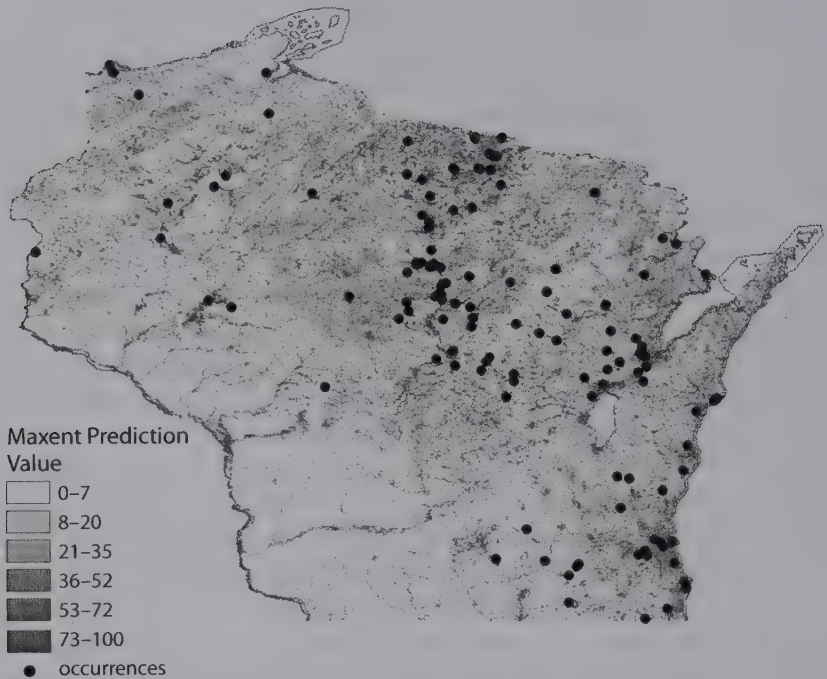 Maxent Prediction
Value
0–7
8–20
21–35
36–52
53–72
73–100
occurrences